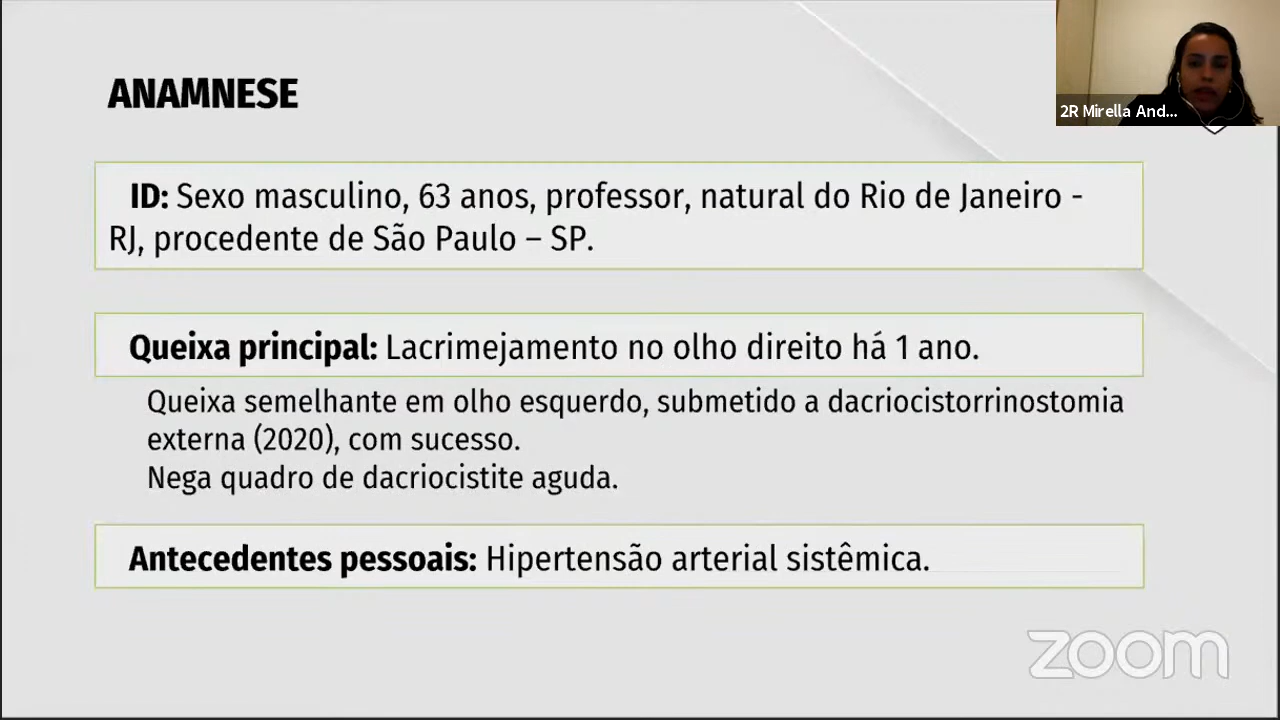 ANAMNESE
2R Mirella And...
ID: Sexo masculino, 63 anos, professor, natural do Rio de Janeiro -
RJ, procedente de São Paulo – SP.
Queixa principal: Lacrimejamento no olho direito há 1 ano.
Queixa semelhante em olho esquerdo, submetido a dacriocistorrinostomia
externa (2020), com sucesso.
Nega quadro de dacriocistite aguda.
Antecedentes pessoais: Hipertensão arterial sistêmica.
zoom